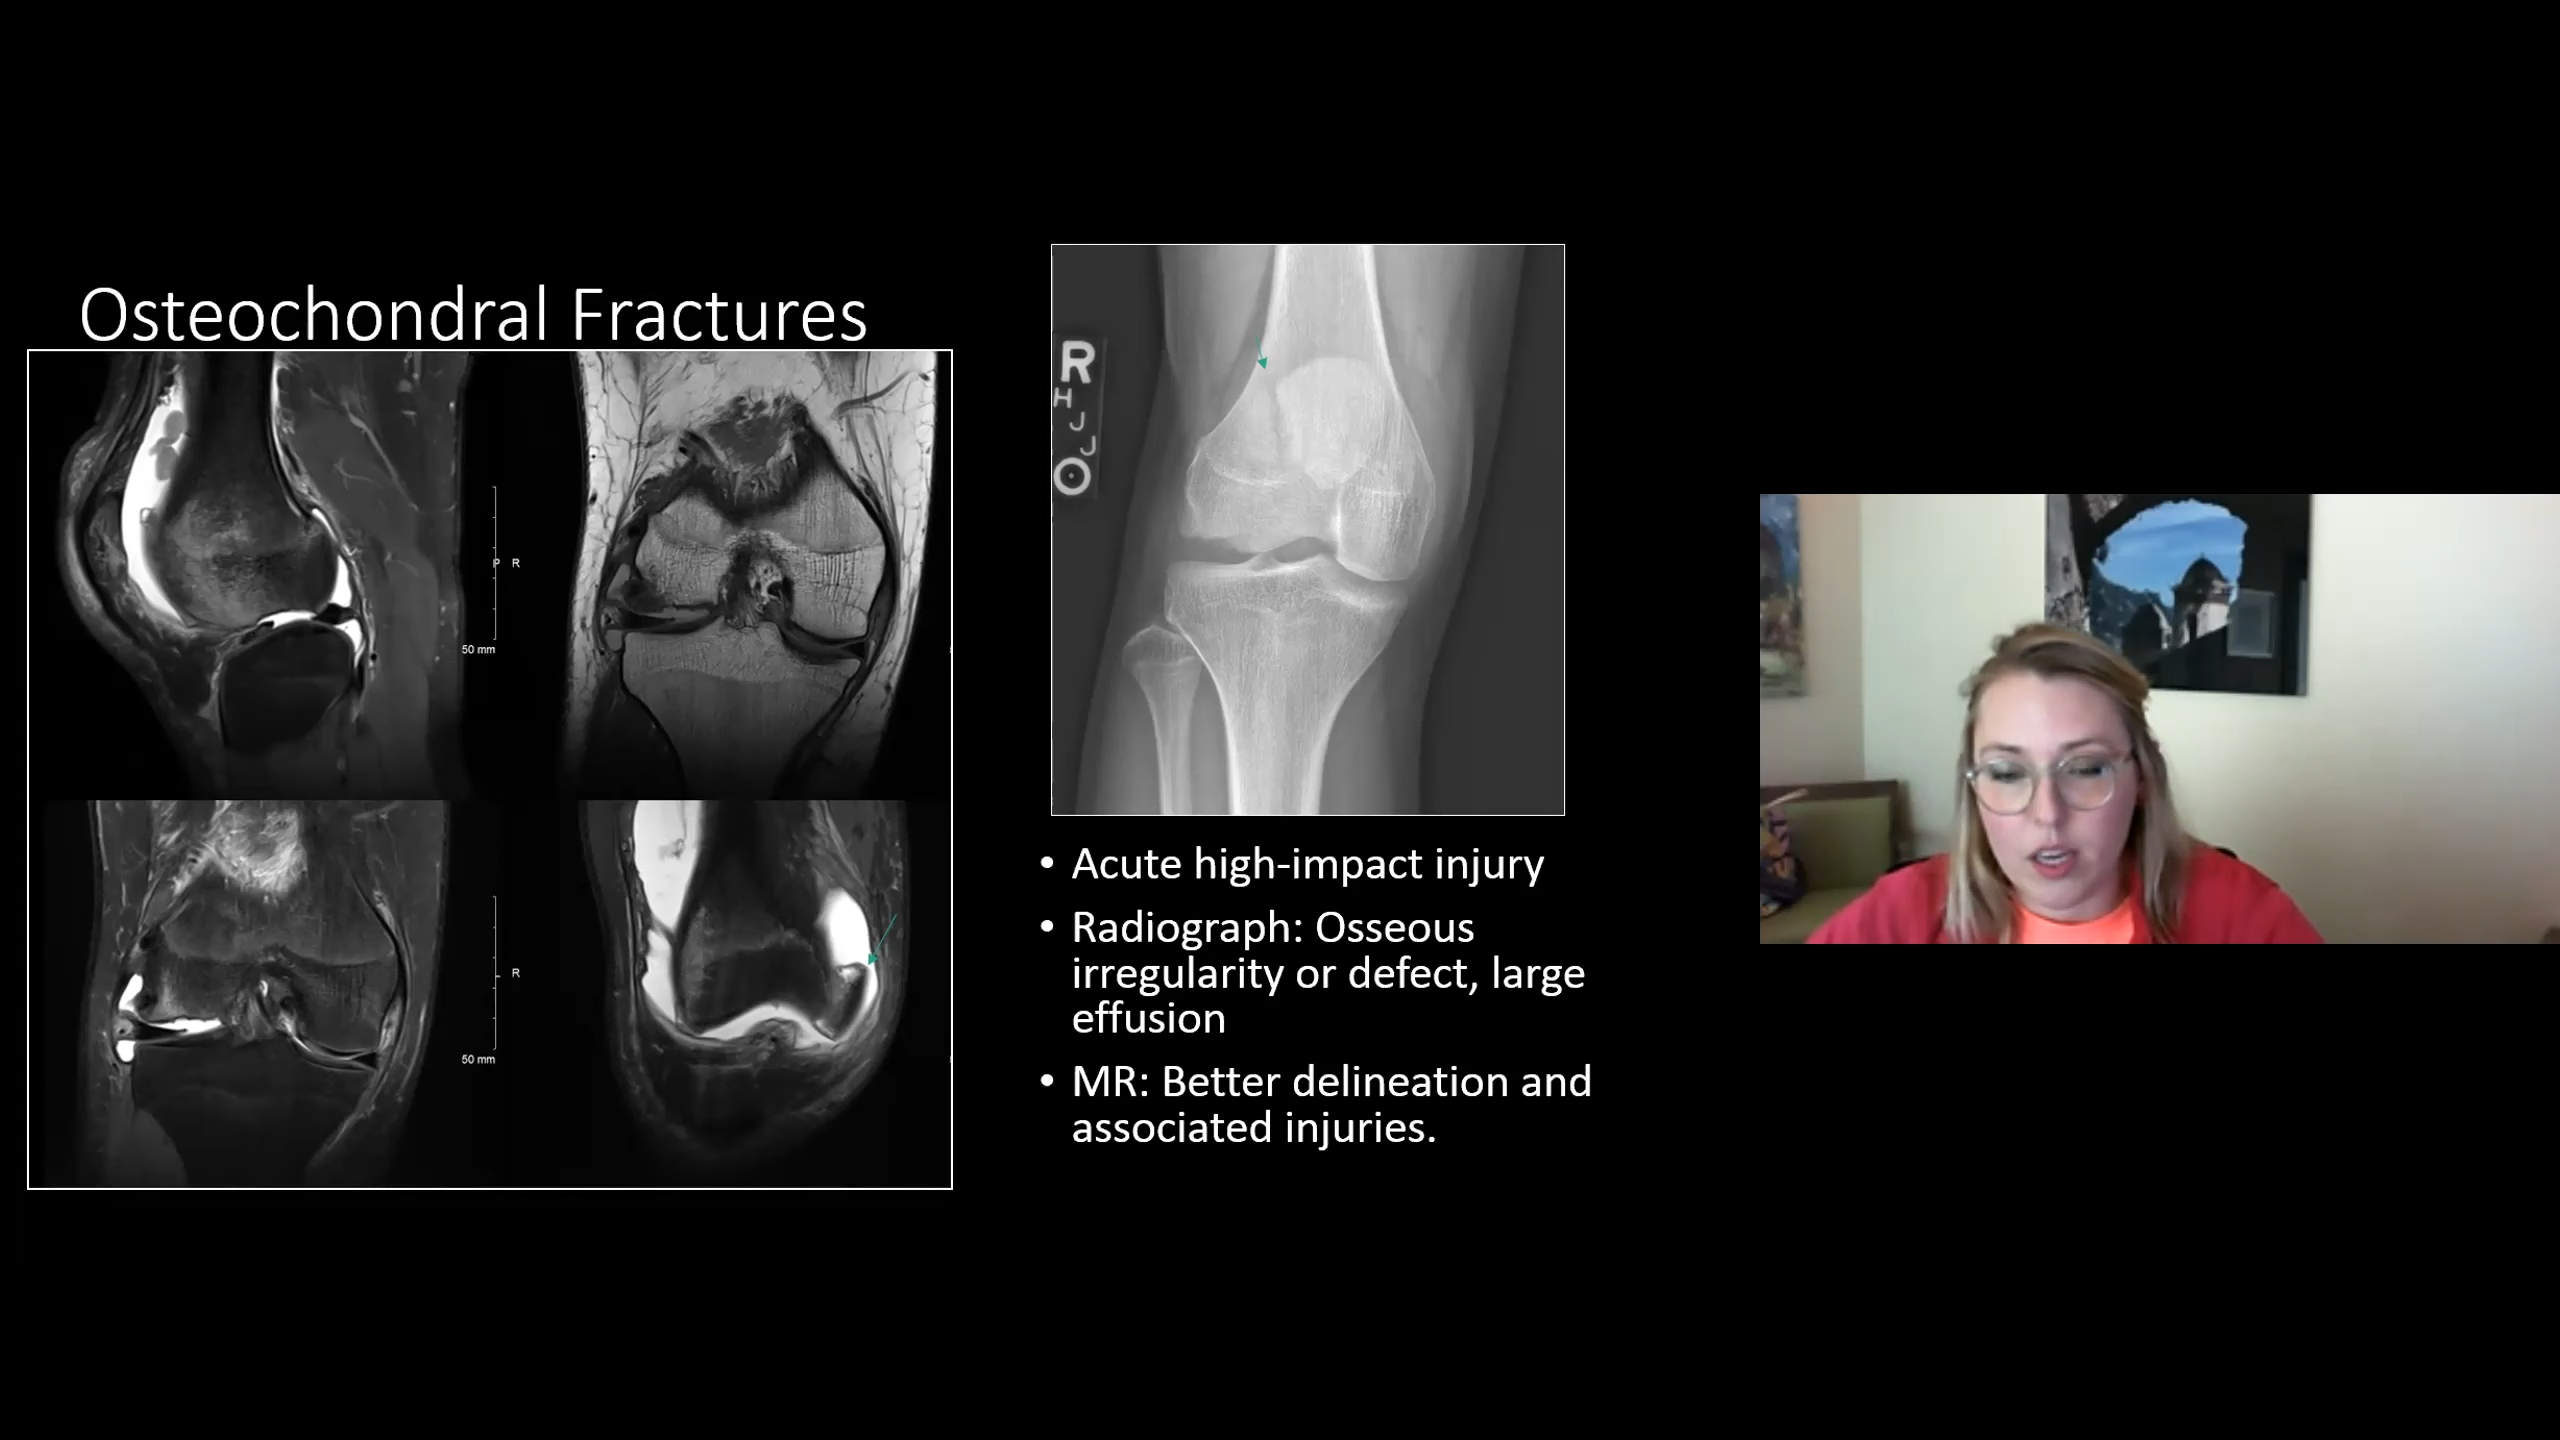 Osteochondral Fractures
P R
50 mm
R
50 mm
R
H
J
J
• Acute high-impact injury
• Radiograph: Osseous
irregularity or defect, large
effusion
• MR: Better delineation and
associated injuries.